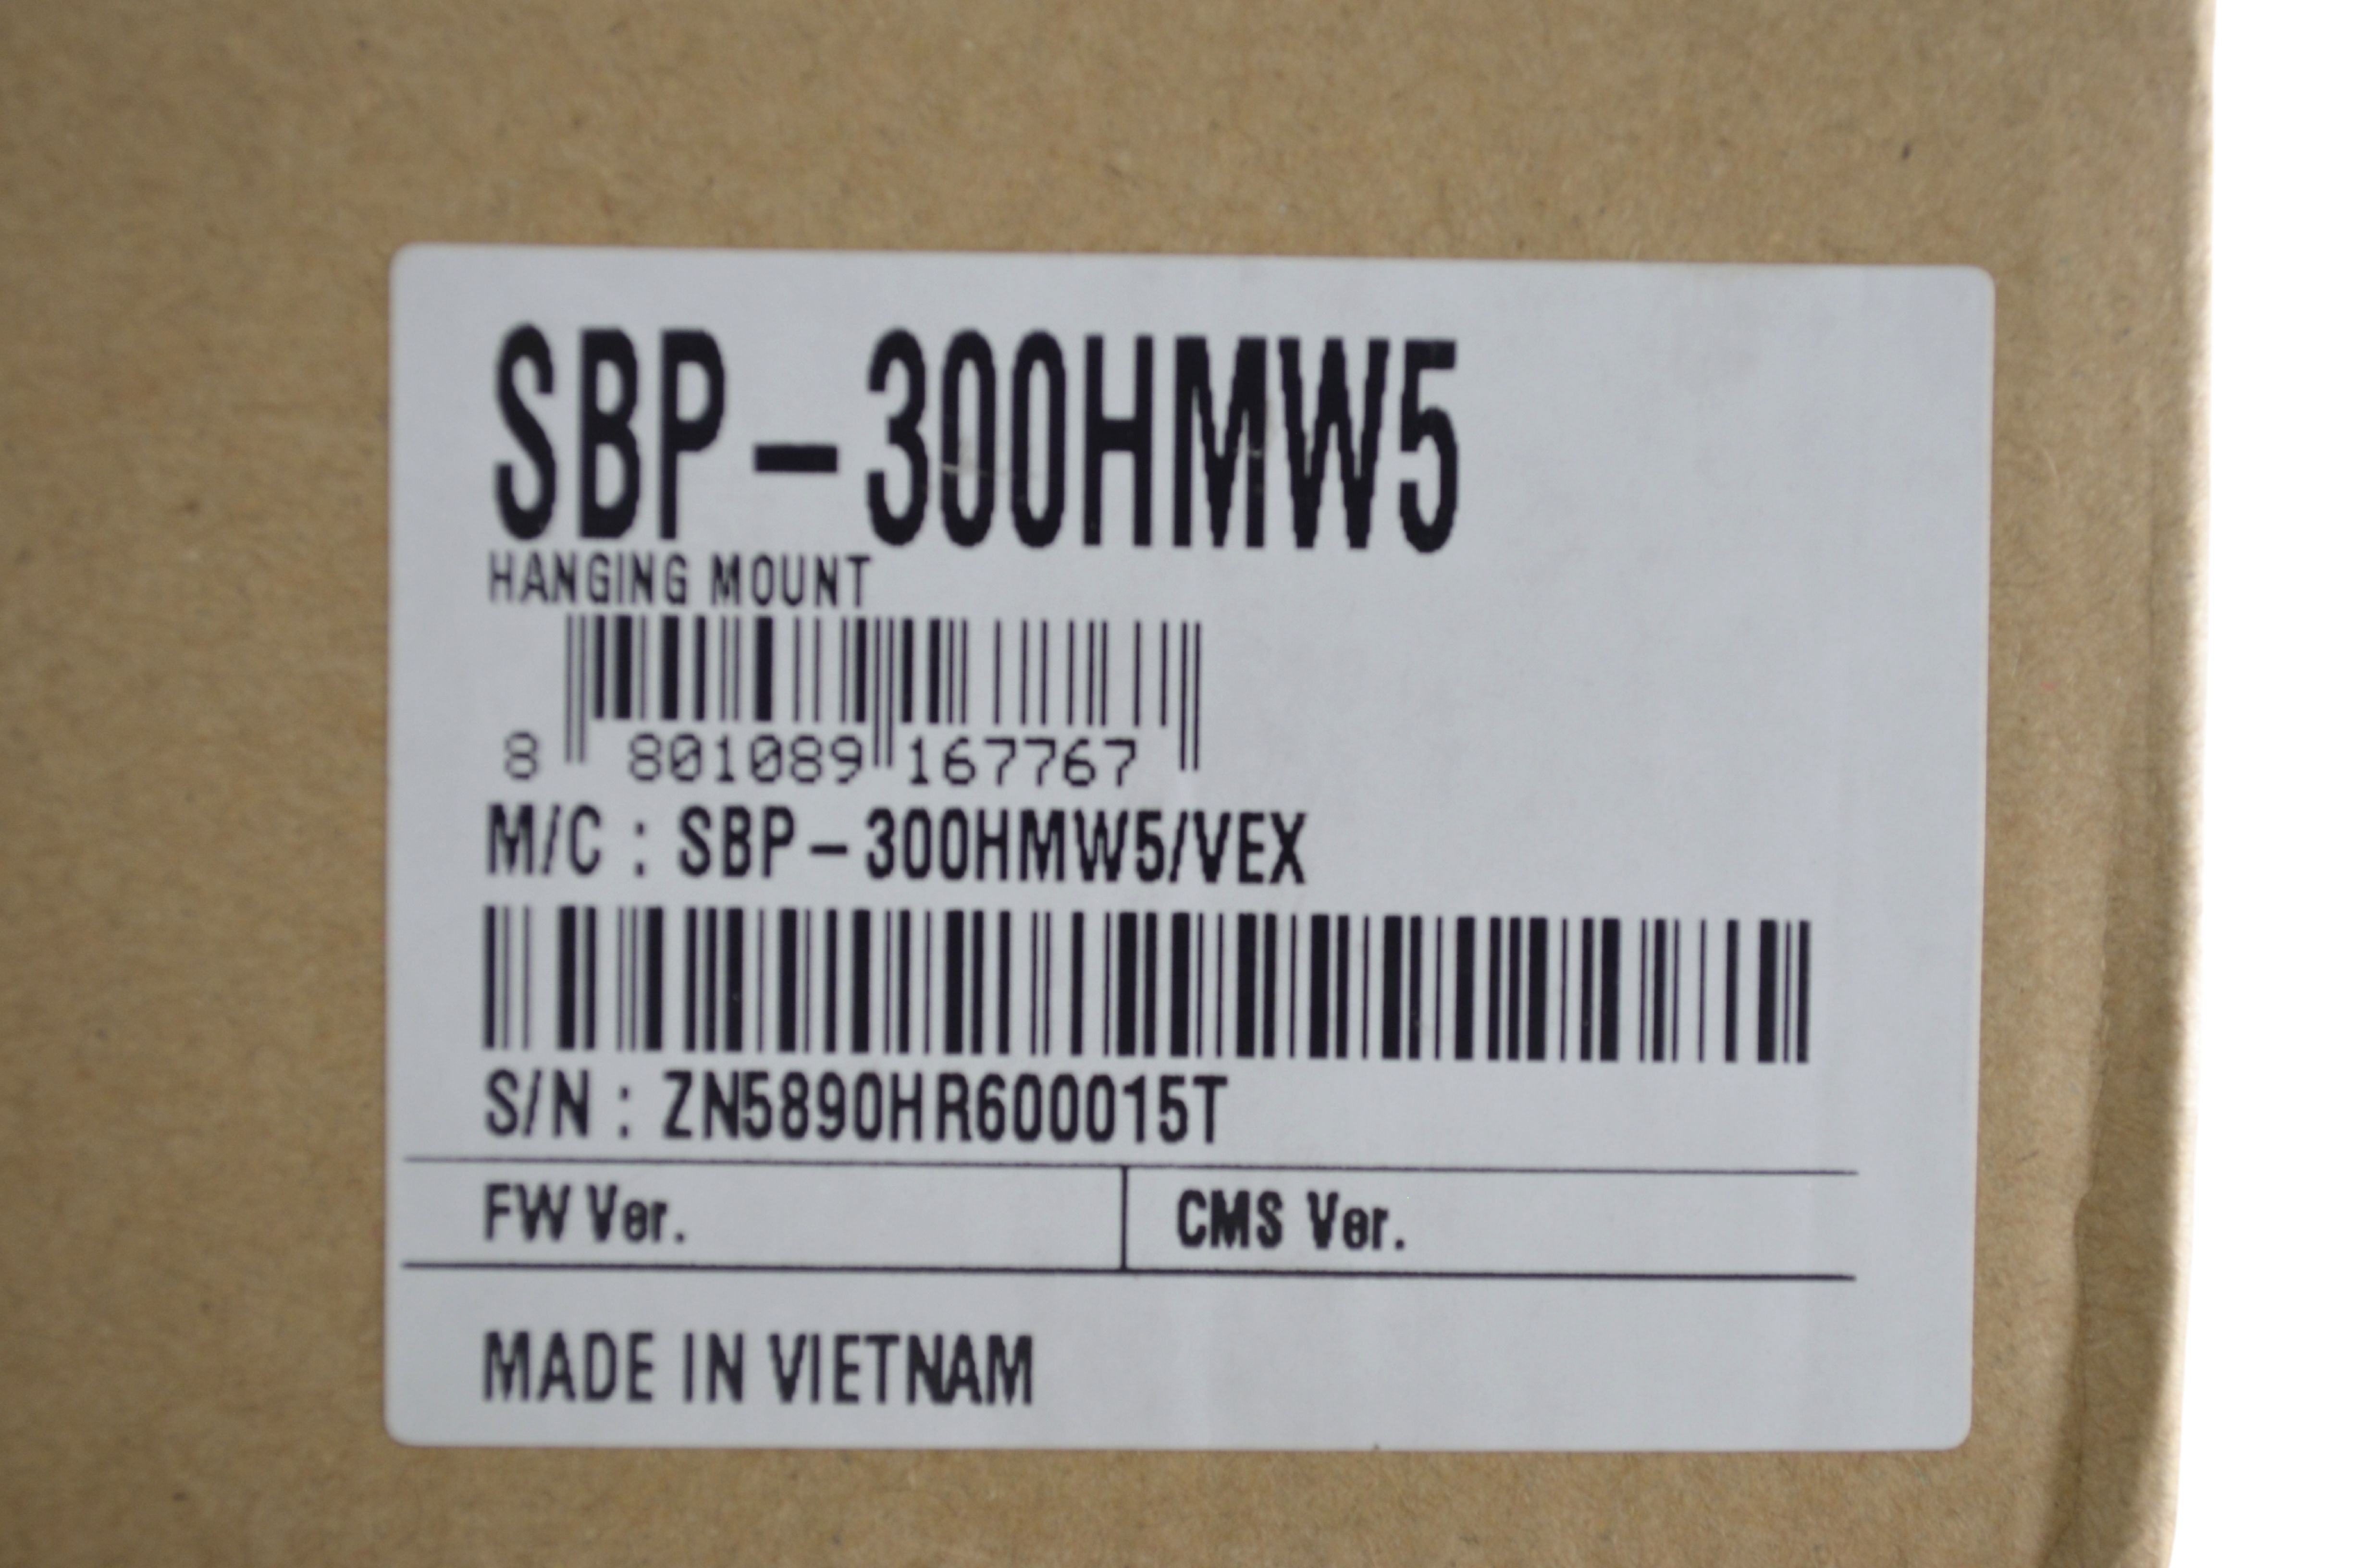 SBP-300HMW5
HANGING MOUNT
8 801089 167767
M/C : SBP-300HMW5/VEX
S/N : ZN5890HR600015T
FW Ver. CMS Ver.
MADE IN VIETNAM